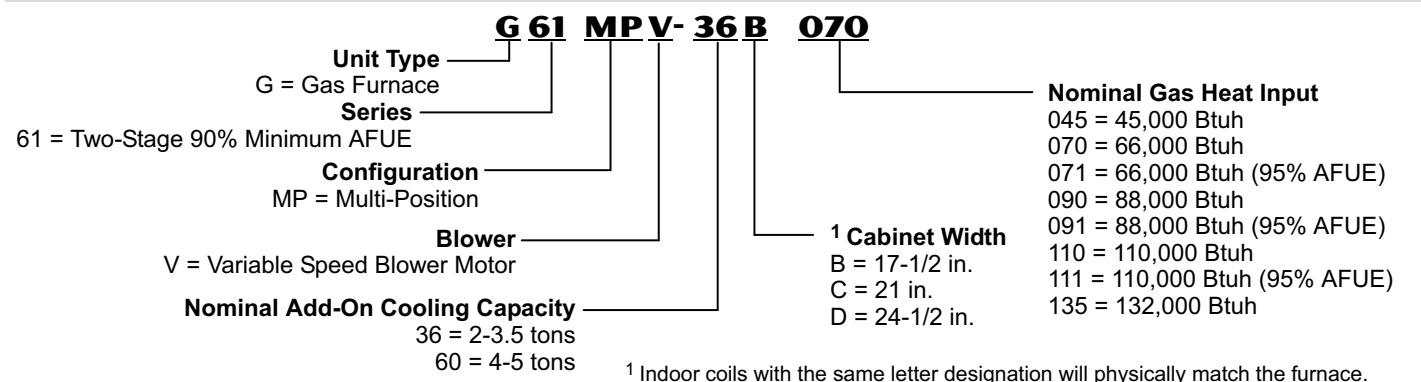 G 61 MP V- 36 B 070
Unit Type
G = Gas Furnace
Series
61 = Two-Stage 90% Minimum AFUE
Configuration
MP = Multi-Position
Blower
V = Variable Speed Blower Motor
Nominal Add-On Cooling Capacity
36 = 2-3.5 tons
60 = 4-5 tons
1 Cabinet Width
B = 17-1/2 in.
C = 21 in.
D = 24-1/2 in.
Nominal Gas Heat Input
045 = 45,000 Btuh
070 = 66,000 Btuh
071 = 66,000 Btuh (95% AFUE)
090 = 88,000 Btuh
091 = 88,000 Btuh (95% AFUE)
110 = 110,000 Btuh
111 = 110,000 Btuh (95% AFUE)
135 = 132,000 Btuh
1 Indoor coils with the same letter designation will physically match the furnace.